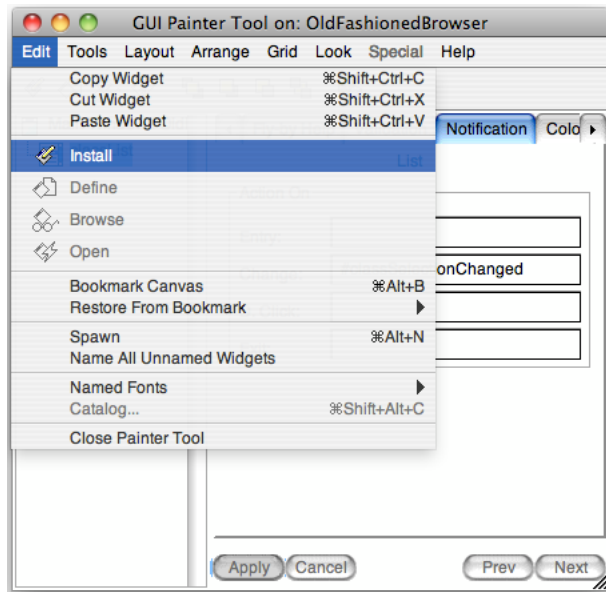 GUI Painter Tool on: OldFashionedBrowser
Edit Tools Layout Arrange Grid Look Special Help
Copy Widget ⌘Shift+Ctrl+C
Cut Widget ⌘Shift+Ctrl+X
Paste Widget ⌘Shift+Ctrl+V
Install
Define
Browse
Open
Bookmark Canvas ⌘Alt+B
Restore From Bookmark
Spawn ⌘Alt+N
Name All Unnamed Widgets
Named Fonts
Catalog... ⌘Shift+Alt+C
Close Painter Tool
Notification Colo
List
onChanged
Apply Cancel Prev Next